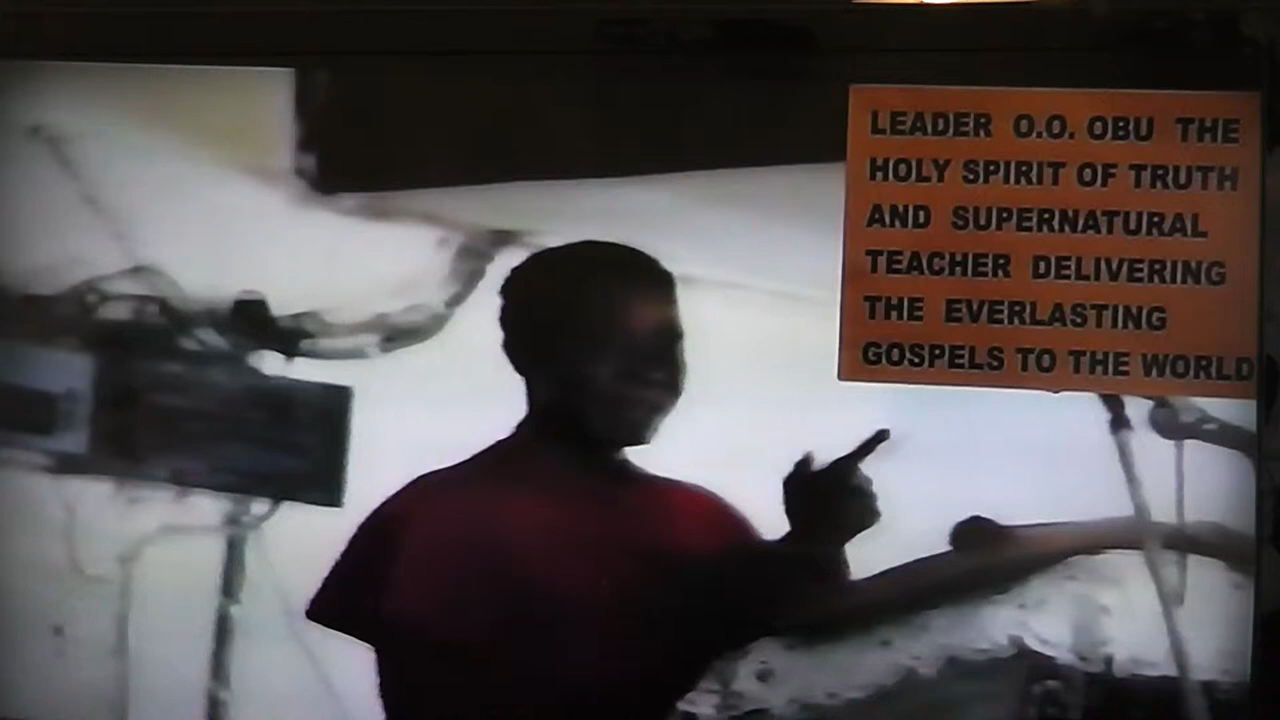 LEADER O.O. OBU THE
HOLY SPIRIT OF TRUTH
AND SUPERNATURAL
TEACHER DELIVERING
THE EVERLASTING
GOSPELS TO THE WORLD